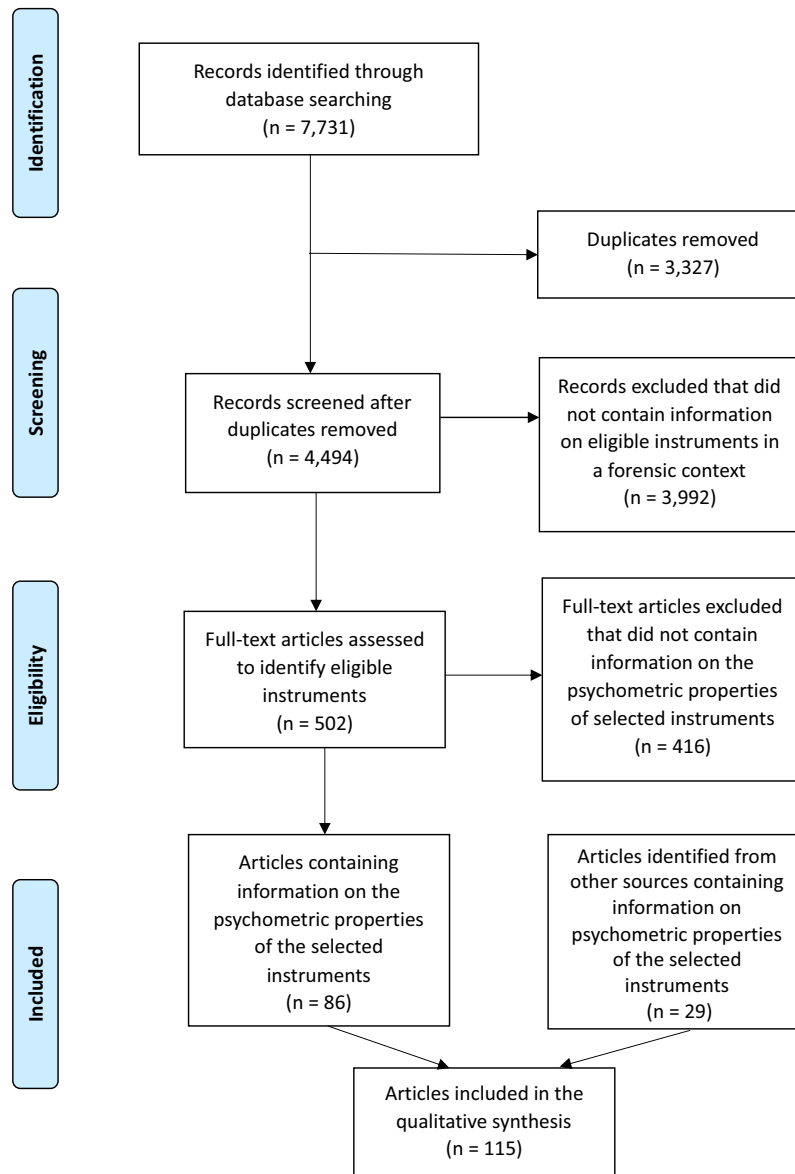 Identification
Records identified through
database searching
(n = 7,731)
Duplicates removed
(n = 3,327)
Screening
Records screened after
duplicates removed
(n = 4,494)
Records excluded that did
not contain information
on eligible instruments in
a forensic context
(n = 3,992)
Eligibility
Full-text articles assessed
to identify eligible
instruments
(n = 502)
Full-text articles excluded
that did not contain
information on the
psychometric properties
of selected instruments
(n = 416)
Included
Articles containing
information on the
psychometric properties
of the selected
instruments
(n = 86)
Articles identified from
other sources containing
information on
psychometric properties
of the selected
instruments
(n = 29)
Articles included in the
qualitative synthesis
(n = 115)